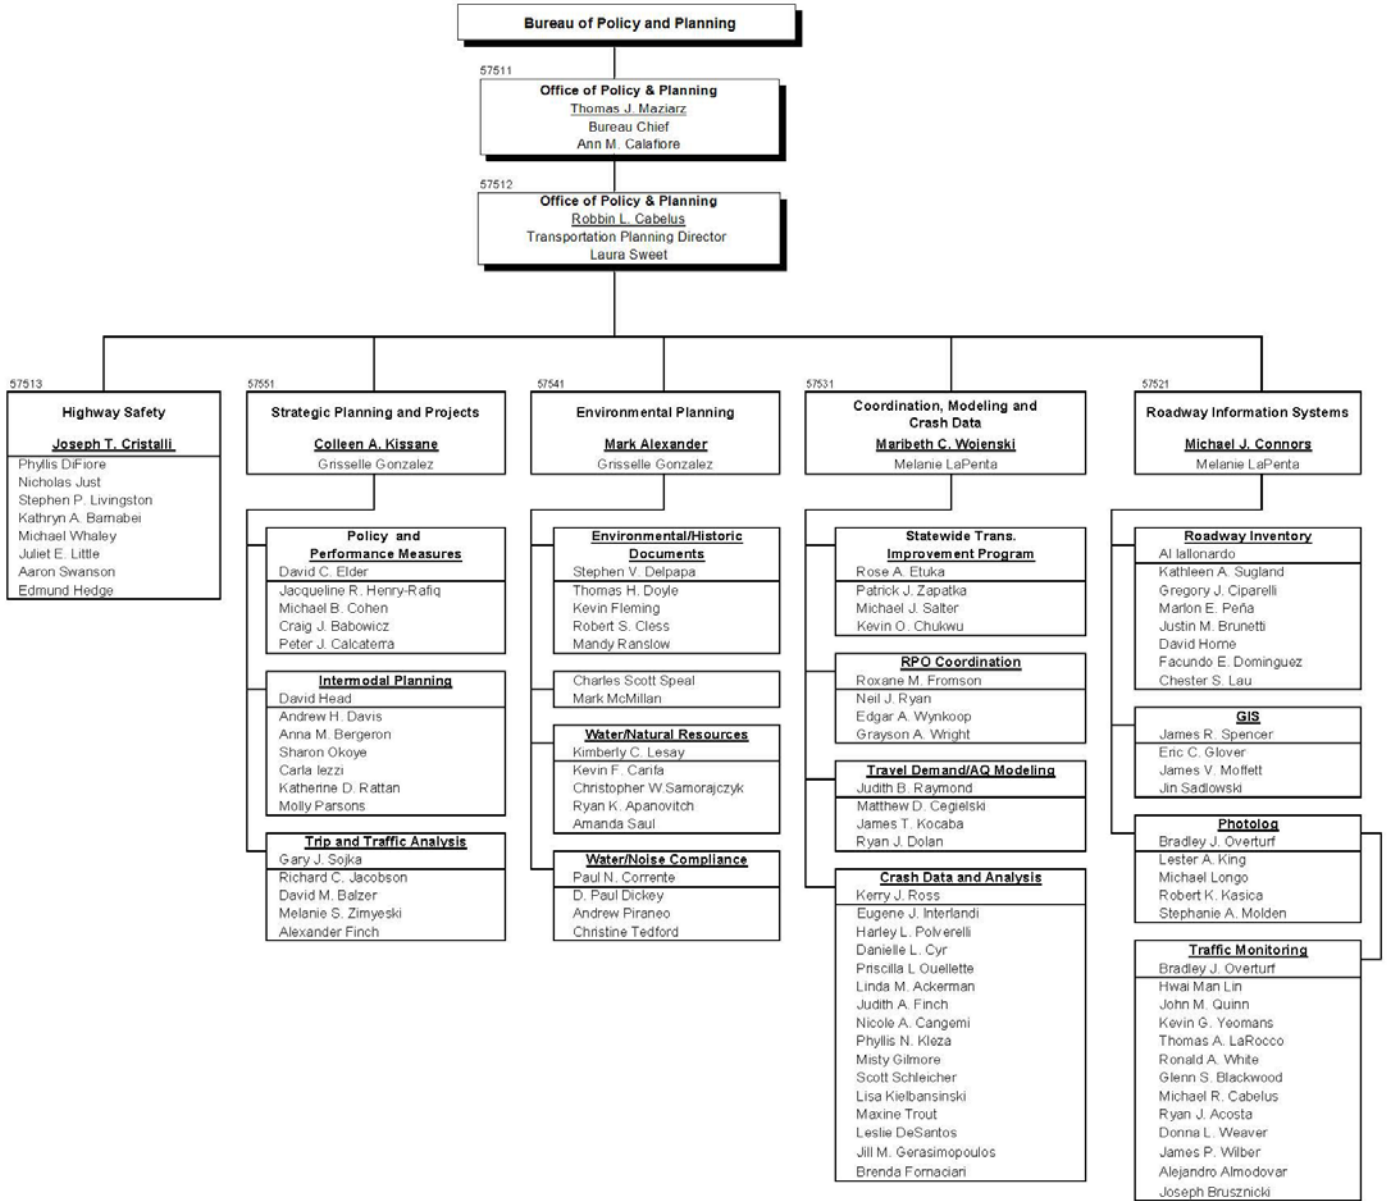 Bureau of Policy and Planning
57511
Office of Policy & Planning
Thomas J. Maziarz
Bureau Chief
Ann M. Calafiore
57512
Office of Policy & Planning
Robbin L. Cabelus
Transportation Planning Director
Laura Sweet
57513
Highway Safety
Joseph T. Cristalli
Phyllis DiFiore
Nicholas Just
Stephen P. Livingston
Kathryn A. Barnabei
Michael Whaley
Juliet E. Little
Aaron Swanson
Edmund Hedge
57551
Strategic Planning and Projects
Colleen A. Kissane
Grisselle Gonzalez
Policy and
Performance Measures
David C. Elder
Jacqueline R. Henry-Rafiq
Michael B. Cohen
Craig J. Babowicz
Peter J. Calcaterra
Intermodal Planning
David Head
Andrew H. Davis
Anna M. Bergeron
Sharon Okoye
Carla Iezzi
Katherine D. Rattan
Molly Parsons
Trip and Traffic Analysis
Gary J. Sojka
Richard C. Jacobson
David M. Balzer
Melanie S. Zimyeski
Alexander Finch
57541
Environmental Planning
Mark Alexander
Grisselle Gonzalez
Environmental/Historic
Documents
Stephen V. Delpapa
Thomas H. Doyle
Kevin Fleming
Robert S. Cless
Mandy Ranslow
Charles Scott Speal
Mark McMillan
Water/Natural Resources
Kimberly C. Lesay
Kevin F. Carifa
Christopher W.Samorajczyk
Ryan K. Apanovitch
Amanda Saul
Water/Noise Compliance
Paul N. Corrente
D. Paul Dickey
Andrew Piraneo
Christine Tedford
57531
Coordination, Modeling and
Crash Data
Maribeth C. Wojenski
Melanie LaPenta
Statewide Trans.
Improvement Program
Rose A. Etuka
Patrick J. Zapatka
Michael J. Salter
Kevin O. Chukwu
RPO Coordination
Roxane M. Fromson
Neil J. Ryan
Edgar A. Wynkoop
Grayson A. Wright
Travel Demand/AQ Modeling
Judith B. Raymond
Matthew D. Cegielski
James T. Kocaba
Ryan J. Dolan
Crash Data and Analysis
Kerry J. Ross
Eugene J. Interlandi
Harley L. Polverelli
Danielle L. Cyr
Priscilla L Ouellette
Linda M. Ackerman
Judith A. Finch
Nicole A. Cangemi
Phyllis N. Kleza
Misty Gilmore
Scott Schleicher
Lisa Kielbansinski
Maxine Trout
Leslie DeSantos
Jill M. Gerasimopoulos
Brenda Fornaciari
57521
Roadway Information Systems
Michael J. Connors
Melanie LaPenta
Roadway Inventory
Al Iallonardo
Kathleen A. Sugland
Gregory J. Ciparelli
Marlon E. Peña
Justin M. Brunetti
David Horne
Facundo E. Dominguez
Chester S. Lau
GIS
James R. Spencer
Eric C. Glover
James V. Moffett
Jin Sadlowski
Photolog
Bradley J. Overturf
Lester A. King
Michael Longo
Robert K. Kasica
Stephanie A. Molden
Traffic Monitoring
Bradley J. Overturf
Hwai Man Lin
John M. Quinn
Kevin G. Yeomans
Thomas A. LaRocco
Ronald A. White
Glenn S. Blackwood
Michael R. Cabelus
Ryan J. Acosta
Donna L. Weaver
James P. Wilber
Alejandro Almodovar
Joseph Brusznicki